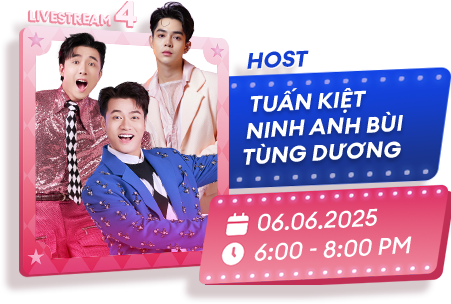 LIVESTREAM 4
HOST
TUẤN KIỆT
NINH ANH BÙI
TÙNG DƯƠNG
06.06.2025
6:00 - 8:00 PM